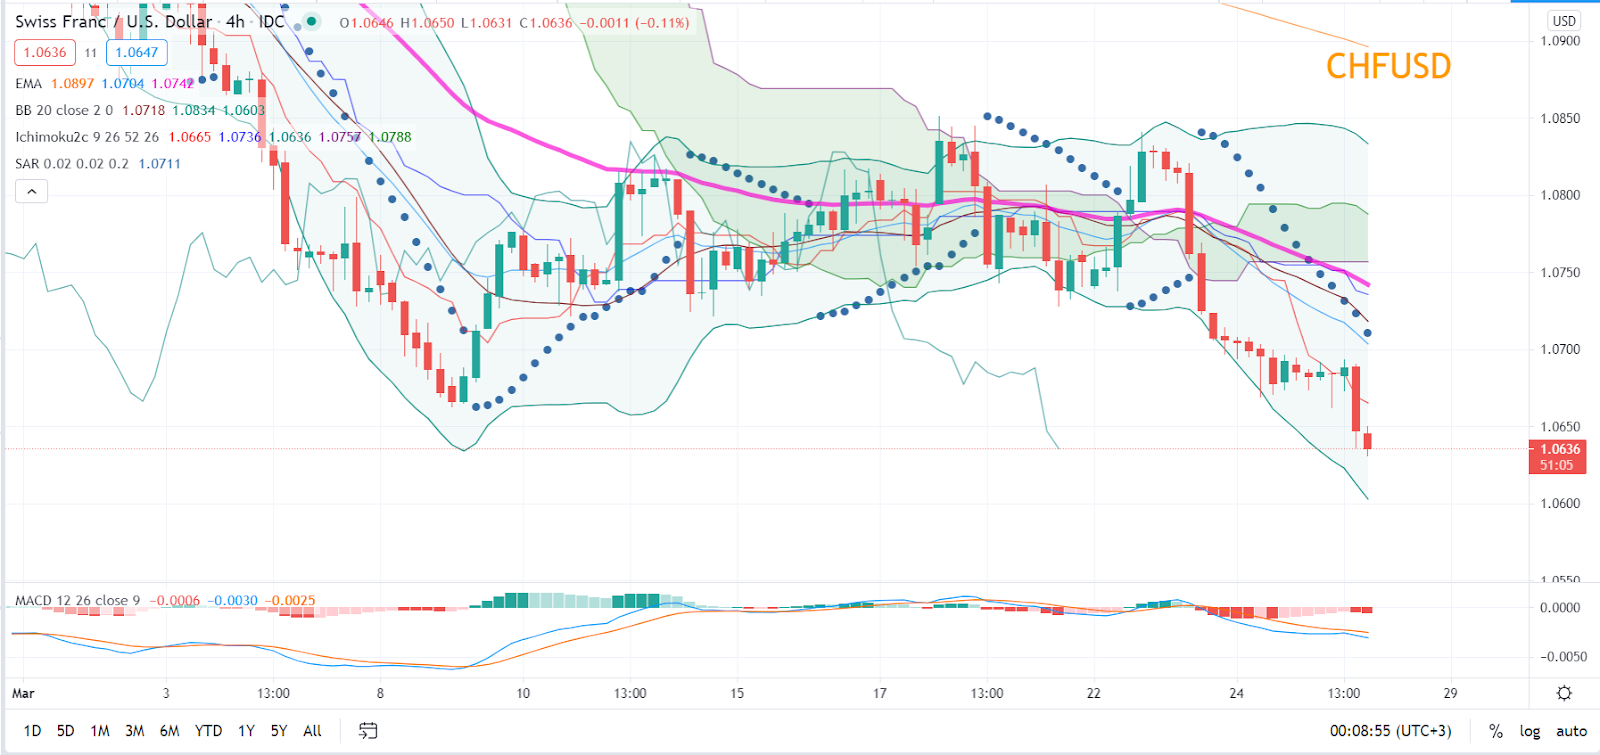 Swiss Franc / U.S. Dollar · 4h · IDC O1.0646 H1.0650 L1.0631 C1.0636 −0.0011 (−0.11%)
1.0636 11 1.0647
EMA 1.0897 1.0704 1.0742
BB 20 close 2 0 1.0718 1.0834 1.0603
Ichimoku2c 9 26 52 26 1.0665 1.0736 1.0636 1.0757 1.0788
SAR 0.02 0.02 0.2 1.0711
CHFUSD
USD
1.0900
1.0850
1.0800
1.0750
1.0700
1.0650
1.0636
51:05
1.0600
1.0550
MACD 12 26 close 9 −0.0006 −0.0030 −0.0025
0.0000
−0.0050
Mar 3 13:00 8 10 13:00 15 17 13:00 22 24 13:00 29
1D 5D 1M 3M 6M YTD 1Y 5Y All 00:08:55 (UTC+3) % log auto